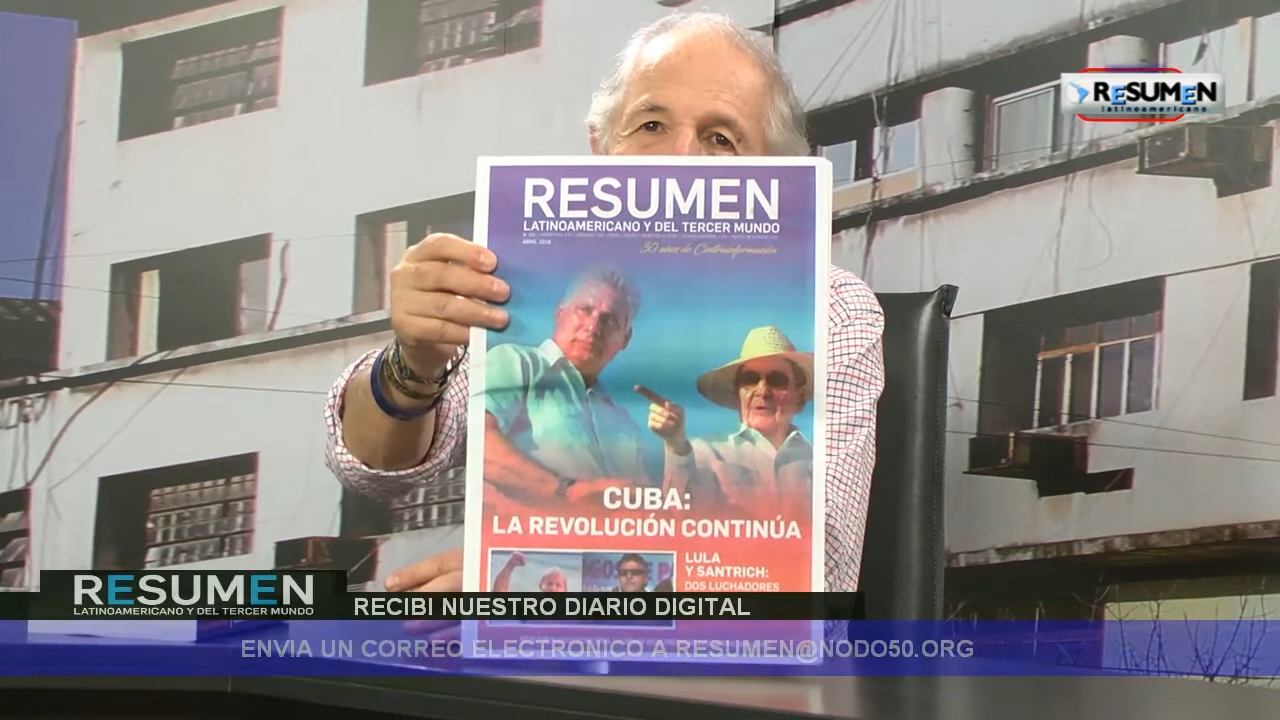 RESUMEN
latinoamericano
RESUMEN
LATINOAMERICANO Y DEL TERCER MUNDO
ABRIL 2018
30 años de Contrainformación
CUBA:
LA REVOLUCIÓN CONTINÚA
LULA
Y SANTRICH:
DOS LUCHADORES
RESUMEN
LATINOAMERICANO Y DEL TERCER MUNDO
RECIBI NUESTRO DIARIO DIGITAL
ENVIA UN CORREO ELECTRONICO A RESUMEN@NODO50.ORG